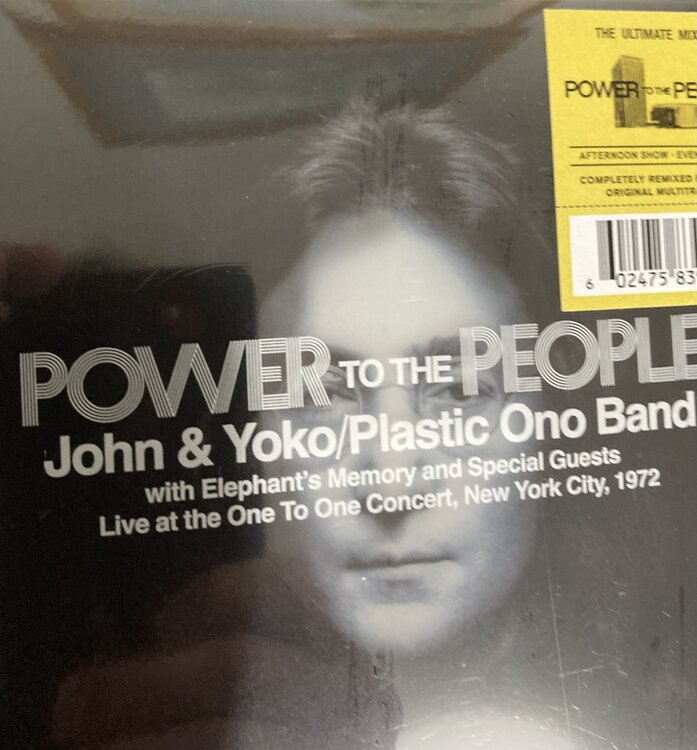 THE ULTIMATE MIX
POWER TO THE PE
AFTERNOON SHOW · EVE
COMPLETELY REMIXED
ORIGINAL MULTITR
6 02475 83
POWER TO THE PEOPLE
John & Yoko/Plastic Ono Band
with Elephant's Memory and Special Guests
Live at the One To One Concert, New York City, 1972